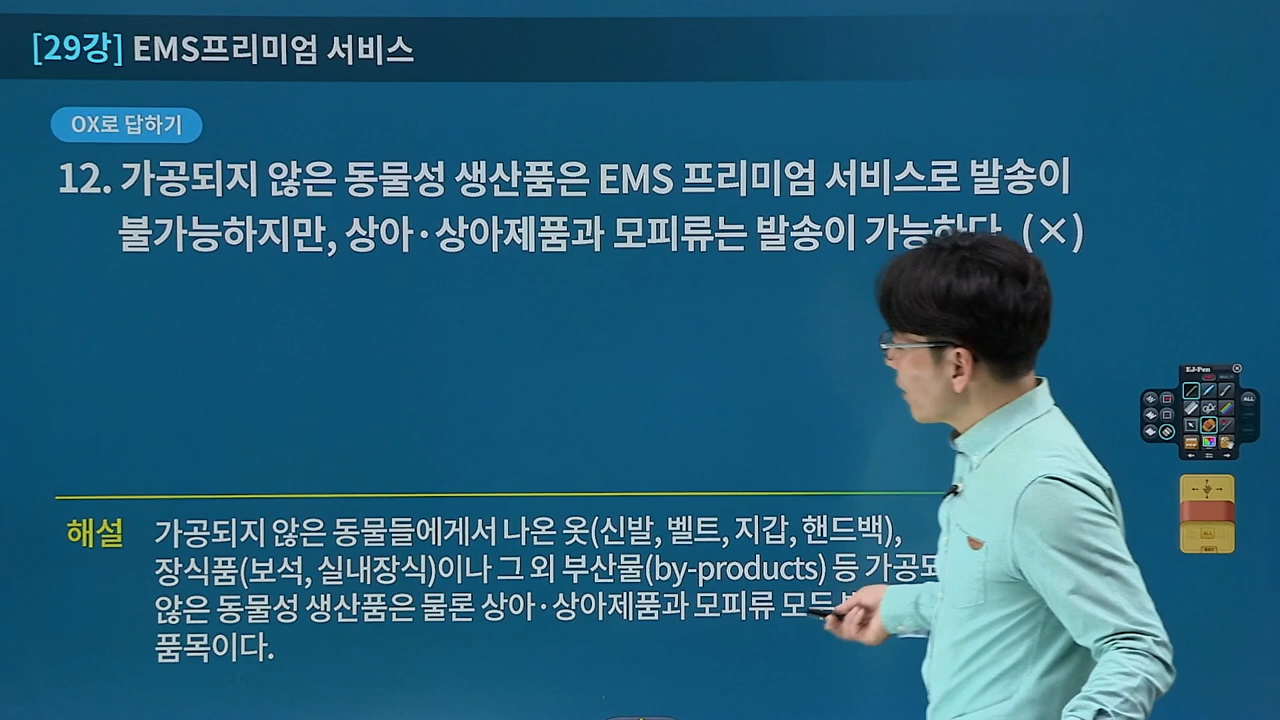 [29강] EMS프리미엄 서비스
OX로 답하기
12. 가공되지 않은 동물성 생산품은 EMS 프리미엄 서비스로 발송이
불가능하지만, 상아·상아제품과 모피류는 발송이 가능하다. (×)
EJ-Pen
ALL
해설 가공되지 않은 동물들에게서 나온 옷(신발, 벨트, 지갑, 핸드백),
장식품(보석, 실내장식)이나 그 외 부산물(by-products) 등
않은 동물성 생산품은 물론 상아·상아제품과 모피류 모두
품목이다.
ALL